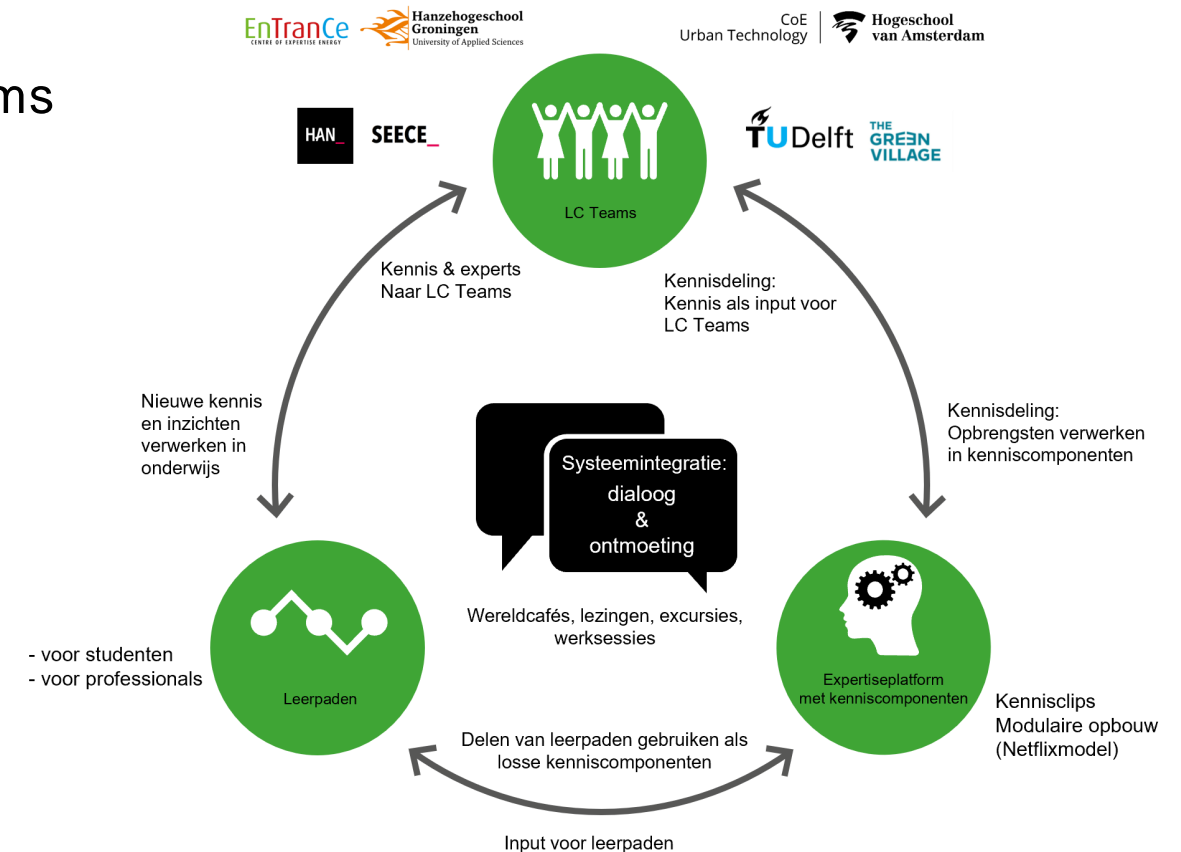 EnTranCe
CENTRE OF EXPERTISE ENERGY
Hanzehogeschool
Groningen
University of Applied Sciences
CoE
Urban Technology
Hogeschool
van Amsterdam
ms
HAN_
SEECE_
TUDelft
THE
GREEN
VILLAGE
LC Teams
Kennis & experts
Naar LC Teams
Kennisdeling:
Kennis als input voor
LC Teams
Nieuwe kennis
en inzichten
verwerken in
onderwijs
Kennisdeling:
Opbrengsten verwerken
in kenniscomponenten
Systeemintegratie:
dialoog
&
ontmoeting
Wereldcafés, lezingen, excursies,
werksessies
- voor studenten
- voor professionals
Leerpaden
Expertiseplatform
met kenniscomponenten
Kennisclips
Modulaire opbouw
(Netflixmodel)
Delen van leerpaden gebruiken als
losse kenniscomponenten
Input voor leerpaden